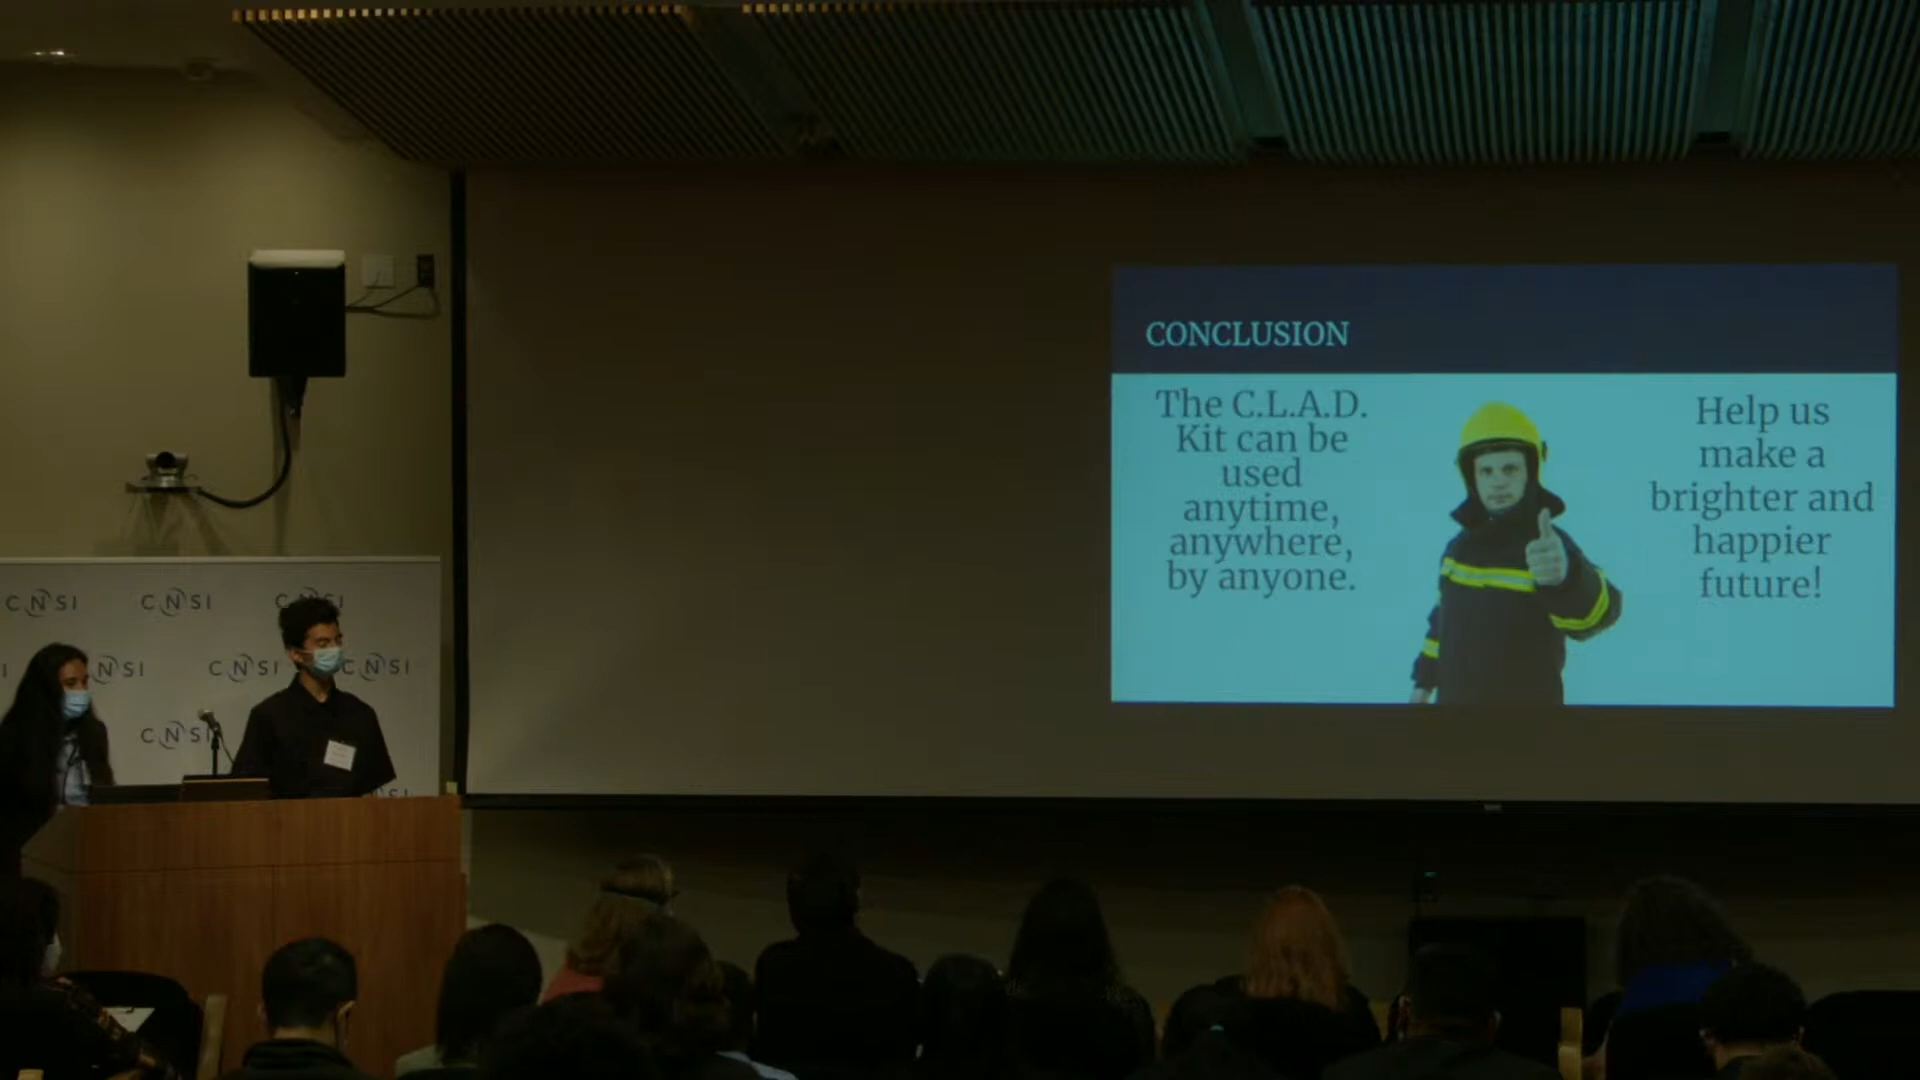 CONCLUSION
The C.L.A.D.
Kit can be
used
anytime,
anywhere,
by anyone.
Help us
make a
brighter and
happier
future!
CNSI CNSI CNSI
NSI CNSI CNSI
CNSI